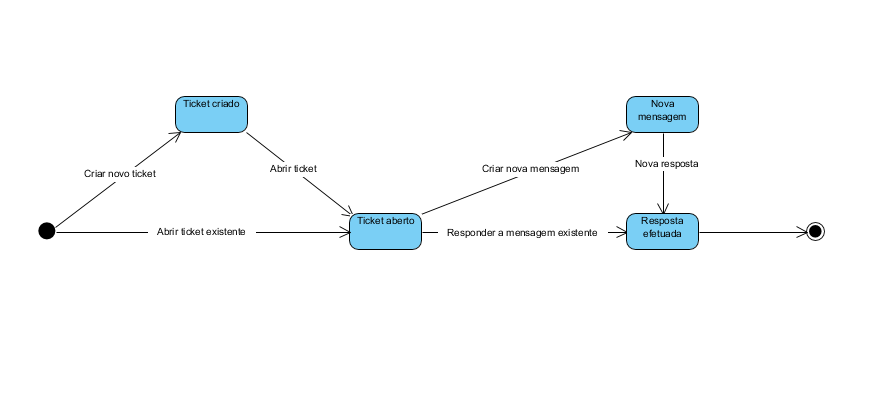 Ticket criado
Nova
mensagem
Criar novo ticket
Abrir ticket
Criar nova mensagem
Nova resposta
Abrir ticket existente
Ticket aberto
Responder a mensagem existente
Resposta
efetuada